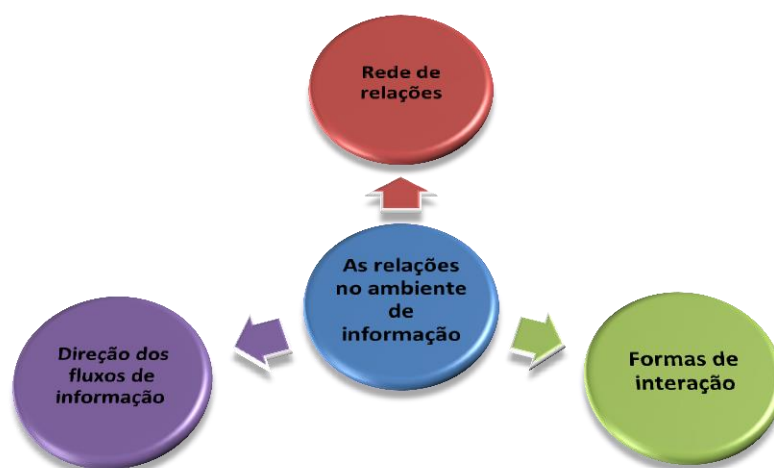 Rede de
relações
As relações
no ambiente
de
informação
Direção dos
fluxos de
informação
Formas de
interação